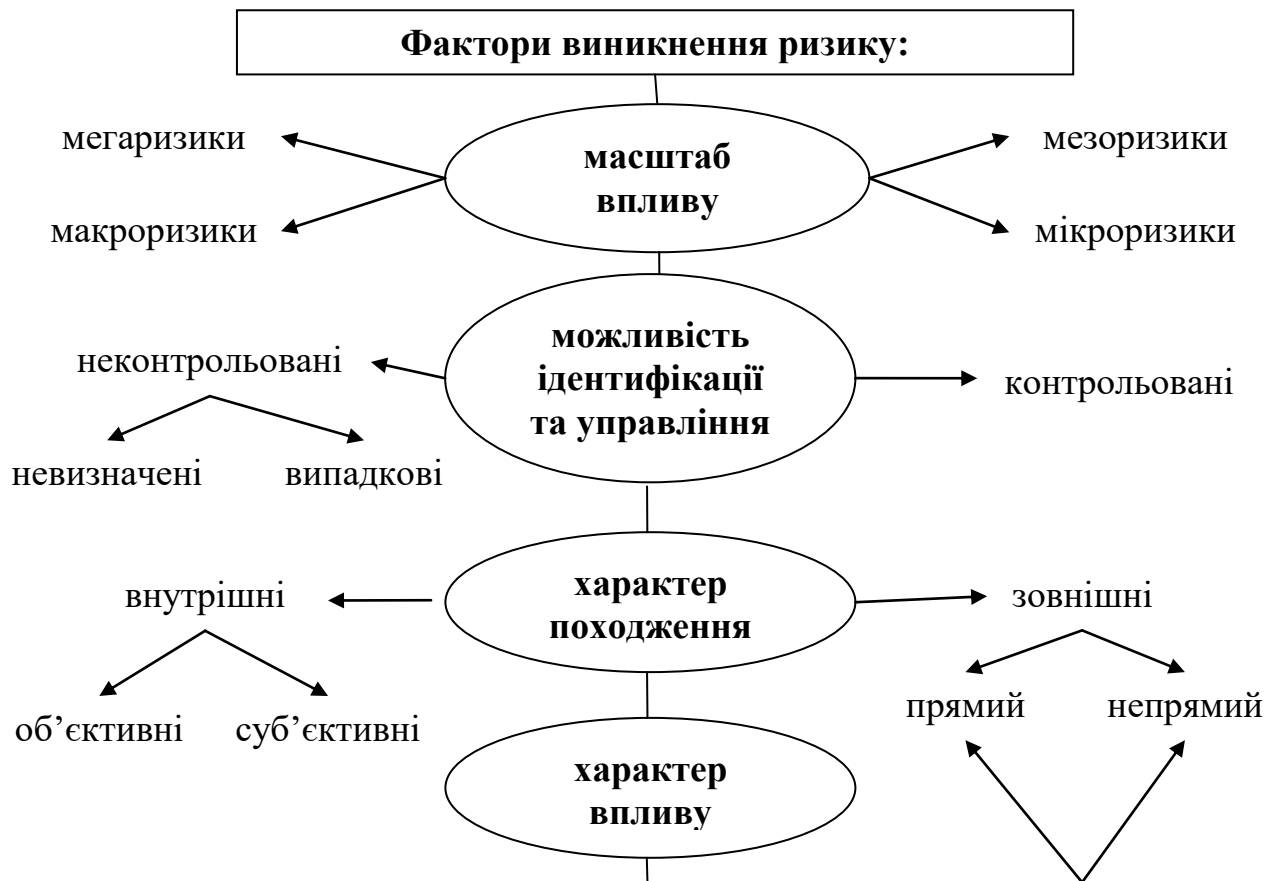 Фактори виникнення ризику:
мегаризики
масштаб
впливу
мезоризики
макроризики
мікроризики
можливість
ідентифікації
та управління
неконтрольовані
контрольовані
невизначені
випадкові
характер
походження
внутрішні
зовнішні
об’єктивні
суб’єктивні
прямий
непрямий
характер
впливу